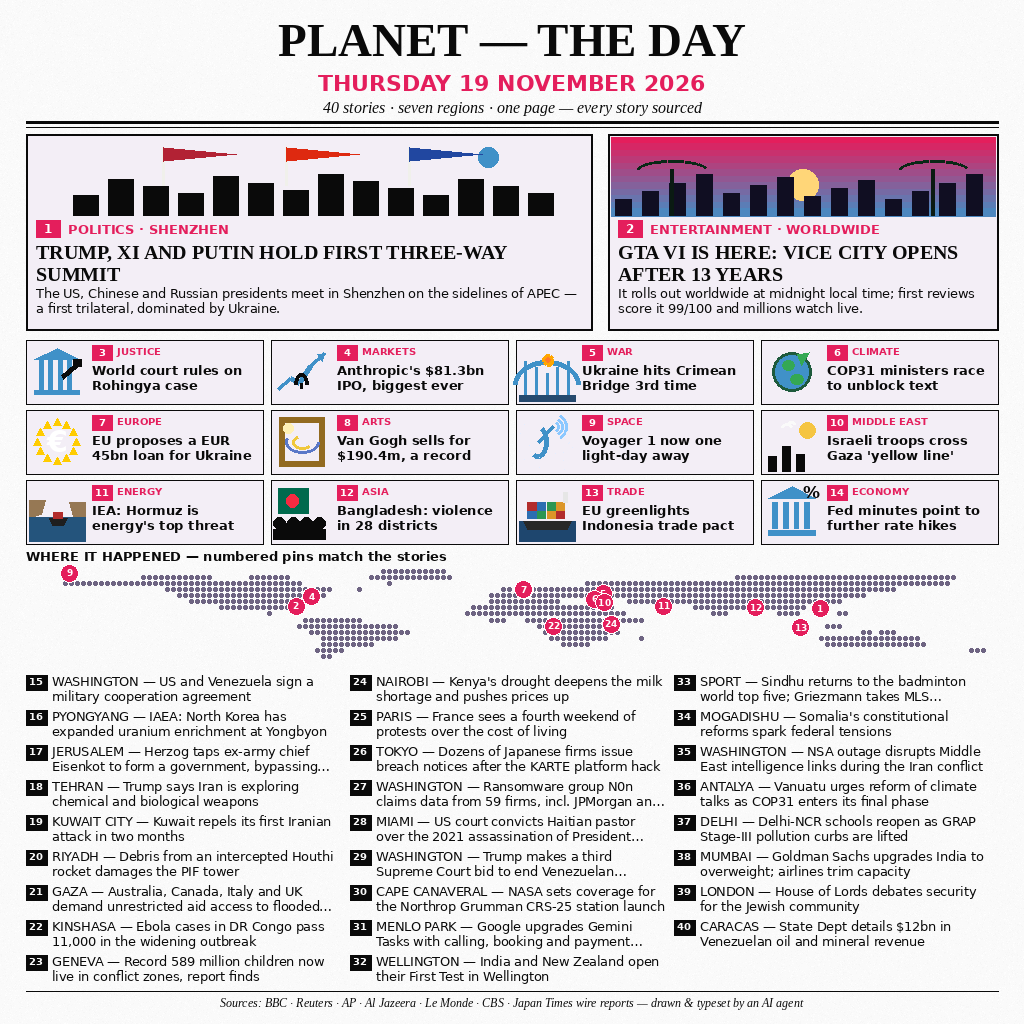 PLANET — THE DAY
THURSDAY 19 NOVEMBER 2026
40 stories · seven regions · one page — every story sourced
1 POLITICS · SHENZHEN
TRUMP, XI AND PUTIN HOLD FIRST THREE-WAY
SUMMIT
The US, Chinese and Russian presidents meet in Shenzhen on the sidelines of APEC —
a first trilateral, dominated by Ukraine.
2 ENTERTAINMENT · WORLDWIDE
GTA VI IS HERE: VICE CITY OPENS
AFTER 13 YEARS
It rolls out worldwide at midnight local time; first reviews
score it 99/100 and millions watch live.
3 JUSTICE
World court rules on
Rohingya case
4 MARKETS
Anthropic's $81.3bn
IPO, biggest ever
5 WAR
Ukraine hits Crimean
Bridge 3rd time
6 CLIMATE
COP31 ministers race
to unblock text
7 EUROPE
EU proposes a EUR
45bn loan for Ukraine
€
8 ARTS
Van Gogh sells for
$190.4m, a record
9 SPACE
Voyager 1 now one
light-day away
10 MIDDLE EAST
Israeli troops cross
Gaza 'yellow line'
11 ENERGY
IEA: Hormuz is
energy's top threat
12 ASIA
Bangladesh: violence
in 28 districts
13 TRADE
EU greenlights
Indonesia trade pact
%
14 ECONOMY
Fed minutes point to
further rate hikes
WHERE IT HAPPENED — numbered pins match the stories
9
7
4
2
10
11
12
1
22
24
13
15 WASHINGTON — US and Venezuela sign a
military cooperation agreement
16 PYONGYANG — IAEA: North Korea has
expanded uranium enrichment at Yongbyon
17 JERUSALEM — Herzog taps ex-army chief
Eisenkot to form a government, bypassing...
18 TEHRAN — Trump says Iran is exploring
chemical and biological weapons
19 KUWAIT CITY — Kuwait repels its first Iranian
attack in two months
20 RIYADH — Debris from an intercepted Houthi
rocket damages the PIF tower
21 GAZA — Australia, Canada, Italy and UK
demand unrestricted aid access to flooded...
22 KINSHASA — Ebola cases in DR Congo pass
11,000 in the widening outbreak
23 GENEVA — Record 589 million children now
live in conflict zones, report finds
24 NAIROBI — Kenya's drought deepens the milk
shortage and pushes prices up
25 PARIS — France sees a fourth weekend of
protests over the cost of living
26 TOKYO — Dozens of Japanese firms issue
breach notices after the KARTE platform hack
27 WASHINGTON — Ransomware group N0n
claims data from 59 firms, incl. JPMorgan an...
28 MIAMI — US court convicts Haitian pastor
over the 2021 assassination of President...
29 WASHINGTON — Trump makes a third
Supreme Court bid to end Venezuelan...
30 CAPE CANAVERAL — NASA sets coverage for
the Northrop Grumman CRS-25 station launch
31 MENLO PARK — Google upgrades Gemini
Tasks with calling, booking and payment...
32 WELLINGTON — India and New Zealand open
their First Test in Wellington
33 SPORT — Sindhu returns to the badminton
world top five; Griezmann takes MLS...
34 MOGADISHU — Somalia's constitutional
reforms spark federal tensions
35 WASHINGTON — NSA outage disrupts Middle
East intelligence links during the Iran conflict
36 ANTALYA — Vanuatu urges reform of climate
talks as COP31 enters its final phase
37 DELHI — Delhi-NCR schools reopen as GRAP
Stage-III pollution curbs are lifted
38 MUMBAI — Goldman Sachs upgrades India to
overweight; airlines trim capacity
39 LONDON — House of Lords debates security
for the Jewish community
40 CARACAS — State Dept details $12bn in
Venezuelan oil and mineral revenue
Sources: BBC · Reuters · AP · Al Jazeera · Le Monde · CBS · Japan Times wire reports — drawn & typeset by an AI agent